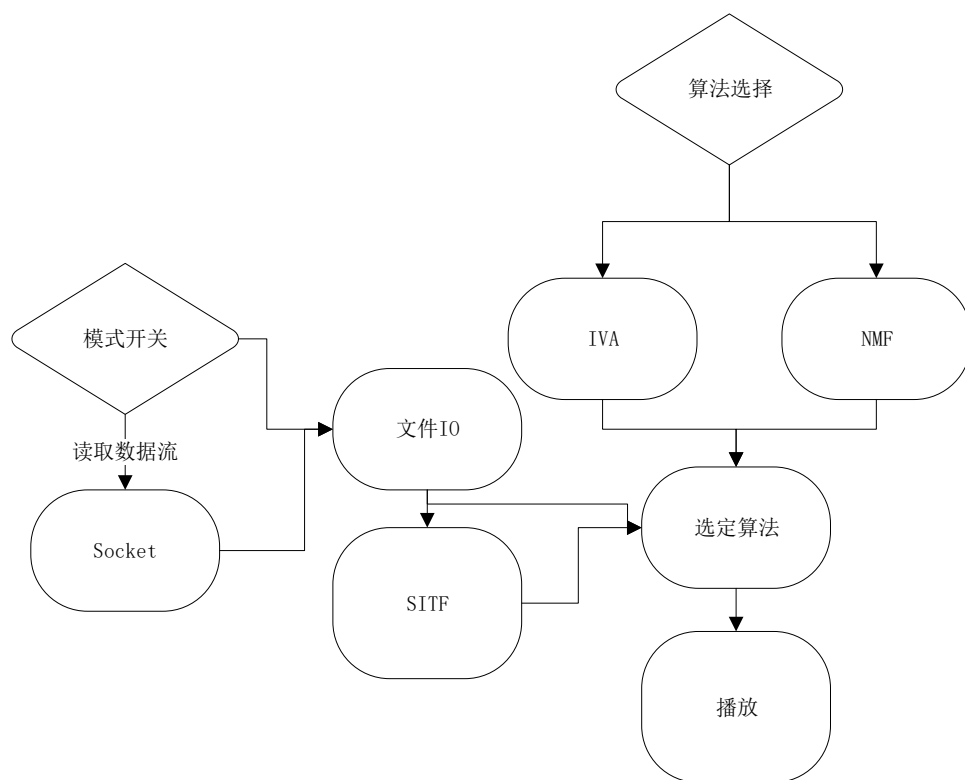 算法选择
IVA
NMF
模式开关
读取数据流
文件IO
Socket
SITF
选定算法
播放